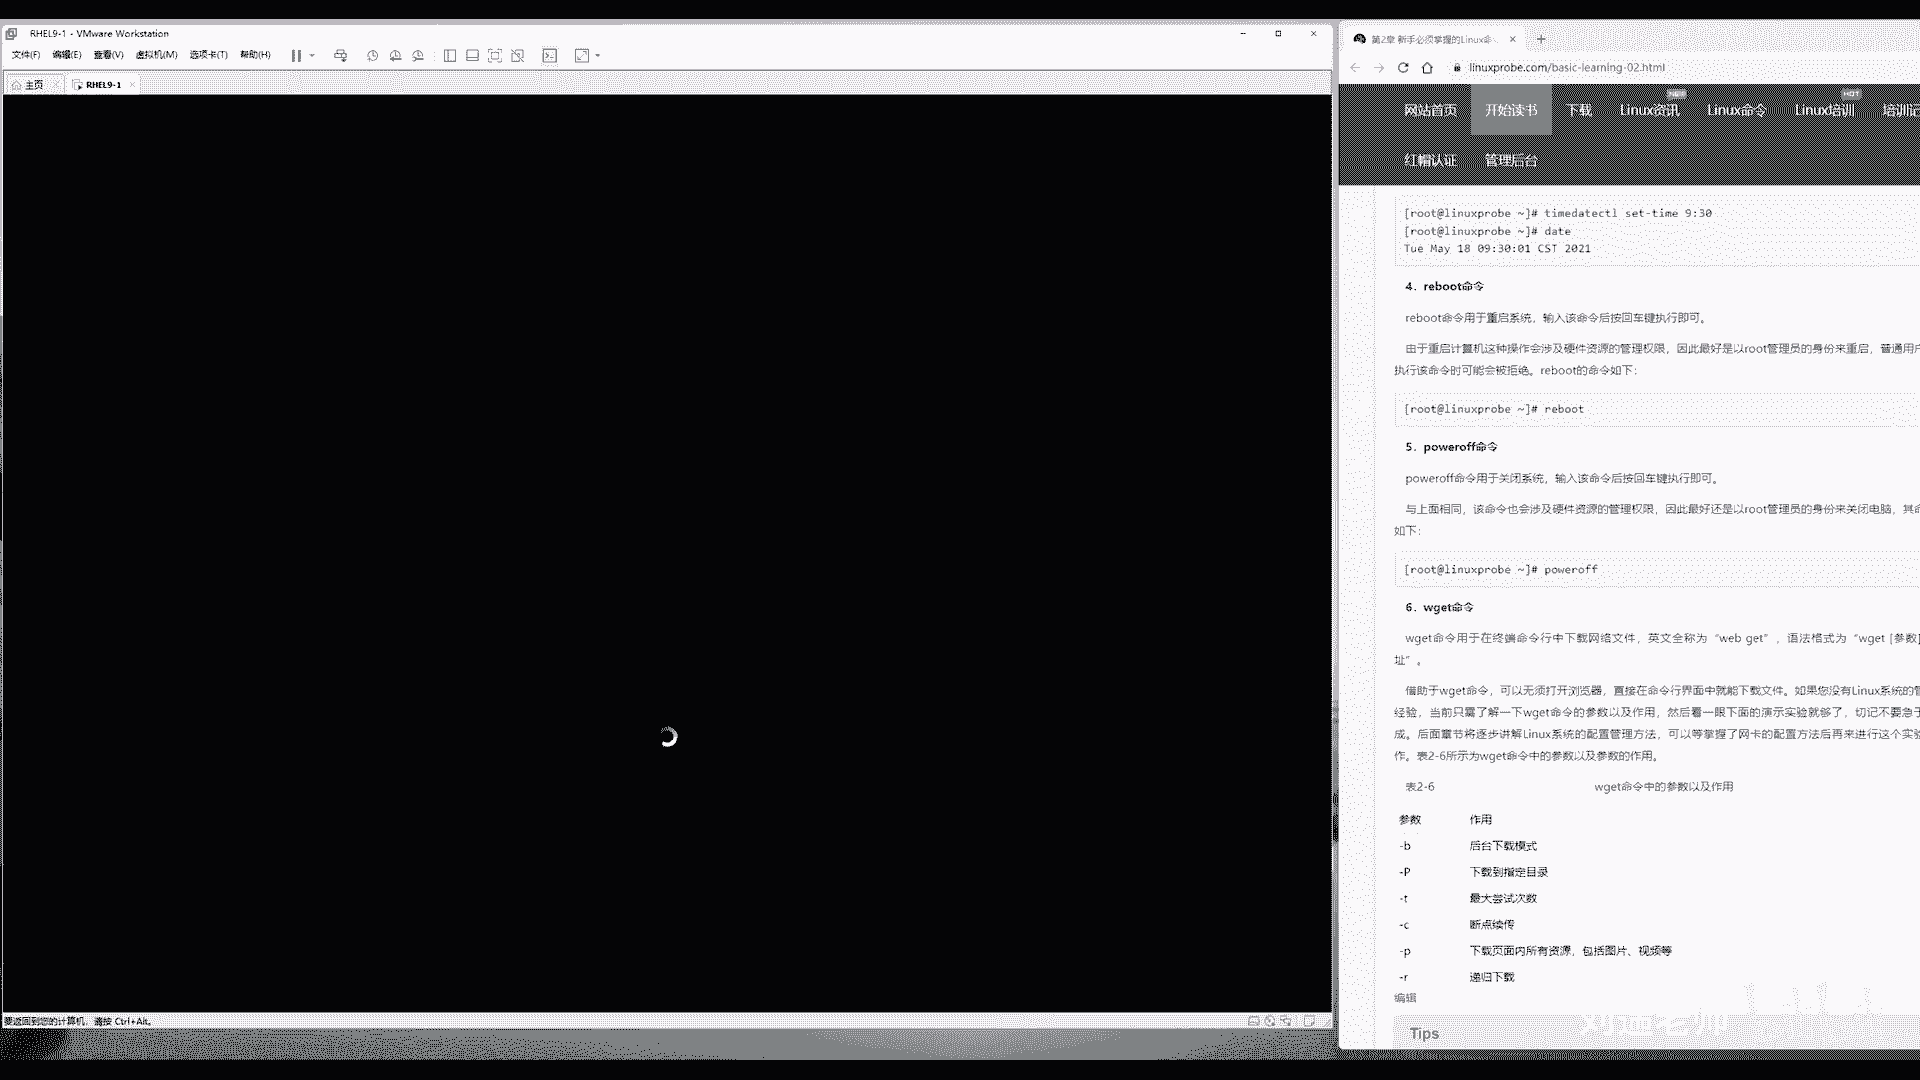 RHEL9-1 - VMware Workstation
文件(F) 编辑(E) 查看(V) 虚拟机(M) 选项卡(T) 帮助(H)
主页 RHEL9-1
要返回到您的计算机，请按 Ctrl+Alt。
第2章 新手必须掌握的Linux命
linuxprobe.com/basic-learning-02.html
NEW HOT
网站首页 开始读书 下载 Linux资讯 Linux命令 Linux培训 培训记
红帽认证 管理后台
[root@linuxprobe ~]# timedatectl set-time 9:30
[root@linuxprobe ~]# date
Tue May 18 09:30:01 CST 2021
4．reboot命令
reboot命令用于重启系统，输入该命令后按回车键执行即可。
由于重启计算机这种操作会涉及硬件资源的管理权限，因此最好是以root管理员的身份来重启，普通用户
执行该命令时可能会被拒绝。reboot的命令如下：
[root@linuxprobe ~]# reboot
5．poweroff命令
poweroff命令用于关闭系统，输入该命令后按回车键执行即可。
与上面相同，该命令也会涉及硬件资源的管理权限，因此最好还是以root管理员的身份来关闭电脑，其命
如下：
[root@linuxprobe ~]# poweroff
6．wget命令
wget命令用于在终端命令行中下载网络文件，英文全称为“web get”，语法格式为“wget [参数]
址”。
借助于wget命令，可以无须打开浏览器，直接在命令行界面中就能下载文件。如果您没有Linux系统的管
经验，当前只需了解一下wget命令的参数以及作用，然后看一眼下面的演示实验就够了，切记不要急于
成。后面章节将逐步讲解Linux系统的配置管理方法，可以等掌握了网卡的配置方法后再来进行这个实验
作。表2-6所示为wget命令中的参数以及参数的作用。
表2-6 wget命令中的参数以及作用
参数 作用
-b 后台下载模式
-P 下载到指定目录
-t 最大尝试次数
-c 断点续传
-p 下载页面内所有资源，包括图片、视频等
-r 递归下载
编辑
Tips